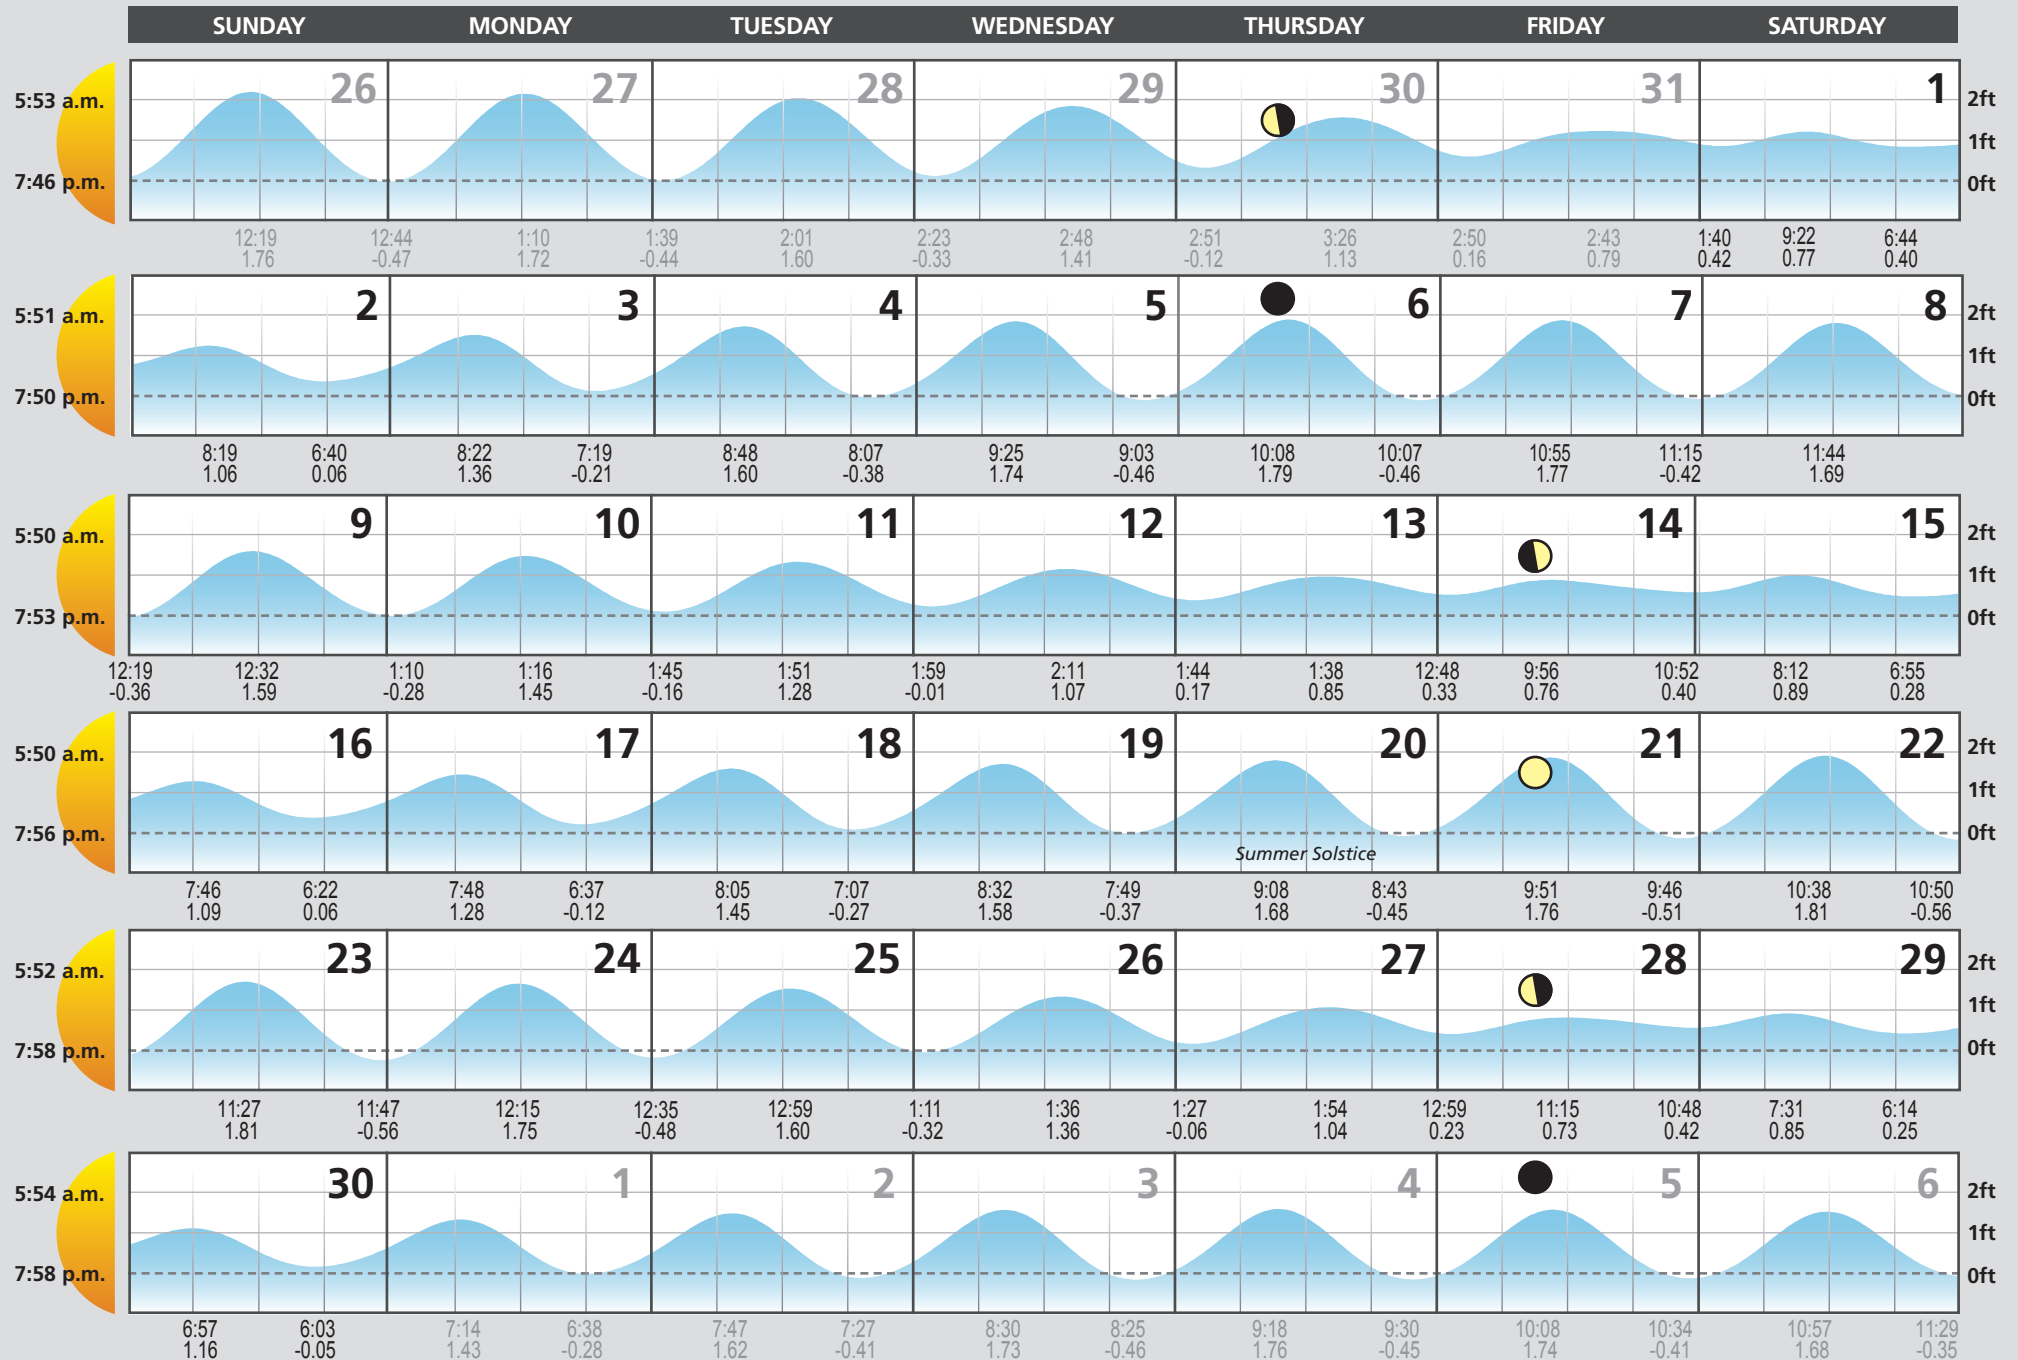 SUNDAY MONDAY TUESDAY WEDNESDAY THURSDAY FRIDAY SATURDAY
26 27 28 29 30 31 1
5:53 a.m. 2ft
1ft
7:46 p.m. 0ft
12:19 12:44 1:10 1:39 2:01 2:23 2:48 2:51 3:26 2:50 2:43 1:40 9:22 6:44
1.76 -0.47 1.72 -0.44 1.60 -0.33 1.41 -0.12 1.13 0.16 0.79 0.42 0.77 0.40
2 3 4 5 6 7 8
5:51 a.m. 2ft
1ft
7:50 p.m. 0ft
8:19 6:40 8:22 7:19 8:48 8:07 9:25 9:03 10:08 10:07 10:55 11:15 11:44
1.06 0.06 1.36 -0.21 1.60 -0.38 1.74 -0.46 1.79 -0.46 1.77 -0.42 1.69
9 10 11 12 13 14 15
5:50 a.m. 2ft
1ft
7:53 p.m. 0ft
12:19 12:32 1:10 1:16 1:45 1:51 1:59 2:11 1:44 1:38 12:48 9:56 10:52 8:12 6:55
-0.36 1.59 -0.28 1.45 -0.16 1.28 -0.01 1.07 0.17 0.85 0.33 0.76 0.40 0.89 0.28
16 17 18 19 20 21 22
5:50 a.m. 2ft
1ft
7:56 p.m. 0ft
Summer Solstice
7:46 6:22 7:48 6:37 8:05 7:07 8:32 7:49 9:08 8:43 9:51 9:46 10:38 10:50
1.09 0.06 1.28 -0.12 1.45 -0.27 1.58 -0.37 1.68 -0.45 1.76 -0.51 1.81 -0.56
23 24 25 26 27 28 29
5:52 a.m. 2ft
1ft
7:58 p.m. 0ft
11:27 11:47 12:15 12:35 12:59 1:11 1:36 1:27 1:54 12:59 11:15 10:48 7:31 6:14
1.81 -0.56 1.75 -0.48 1.60 -0.32 1.36 -0.06 1.04 0.23 0.73 0.42 0.85 0.25
30 1 2 3 4 5 6
5:54 a.m. 2ft
1ft
7:58 p.m. 0ft
6:57 6:03 7:14 6:38 7:47 7:27 8:30 8:25 9:18 9:30 10:08 10:34 10:57 11:29
1.16 -0.05 1.43 -0.28 1.62 -0.41 1.73 -0.46 1.76 -0.45 1.74 -0.41 1.68 -0.35